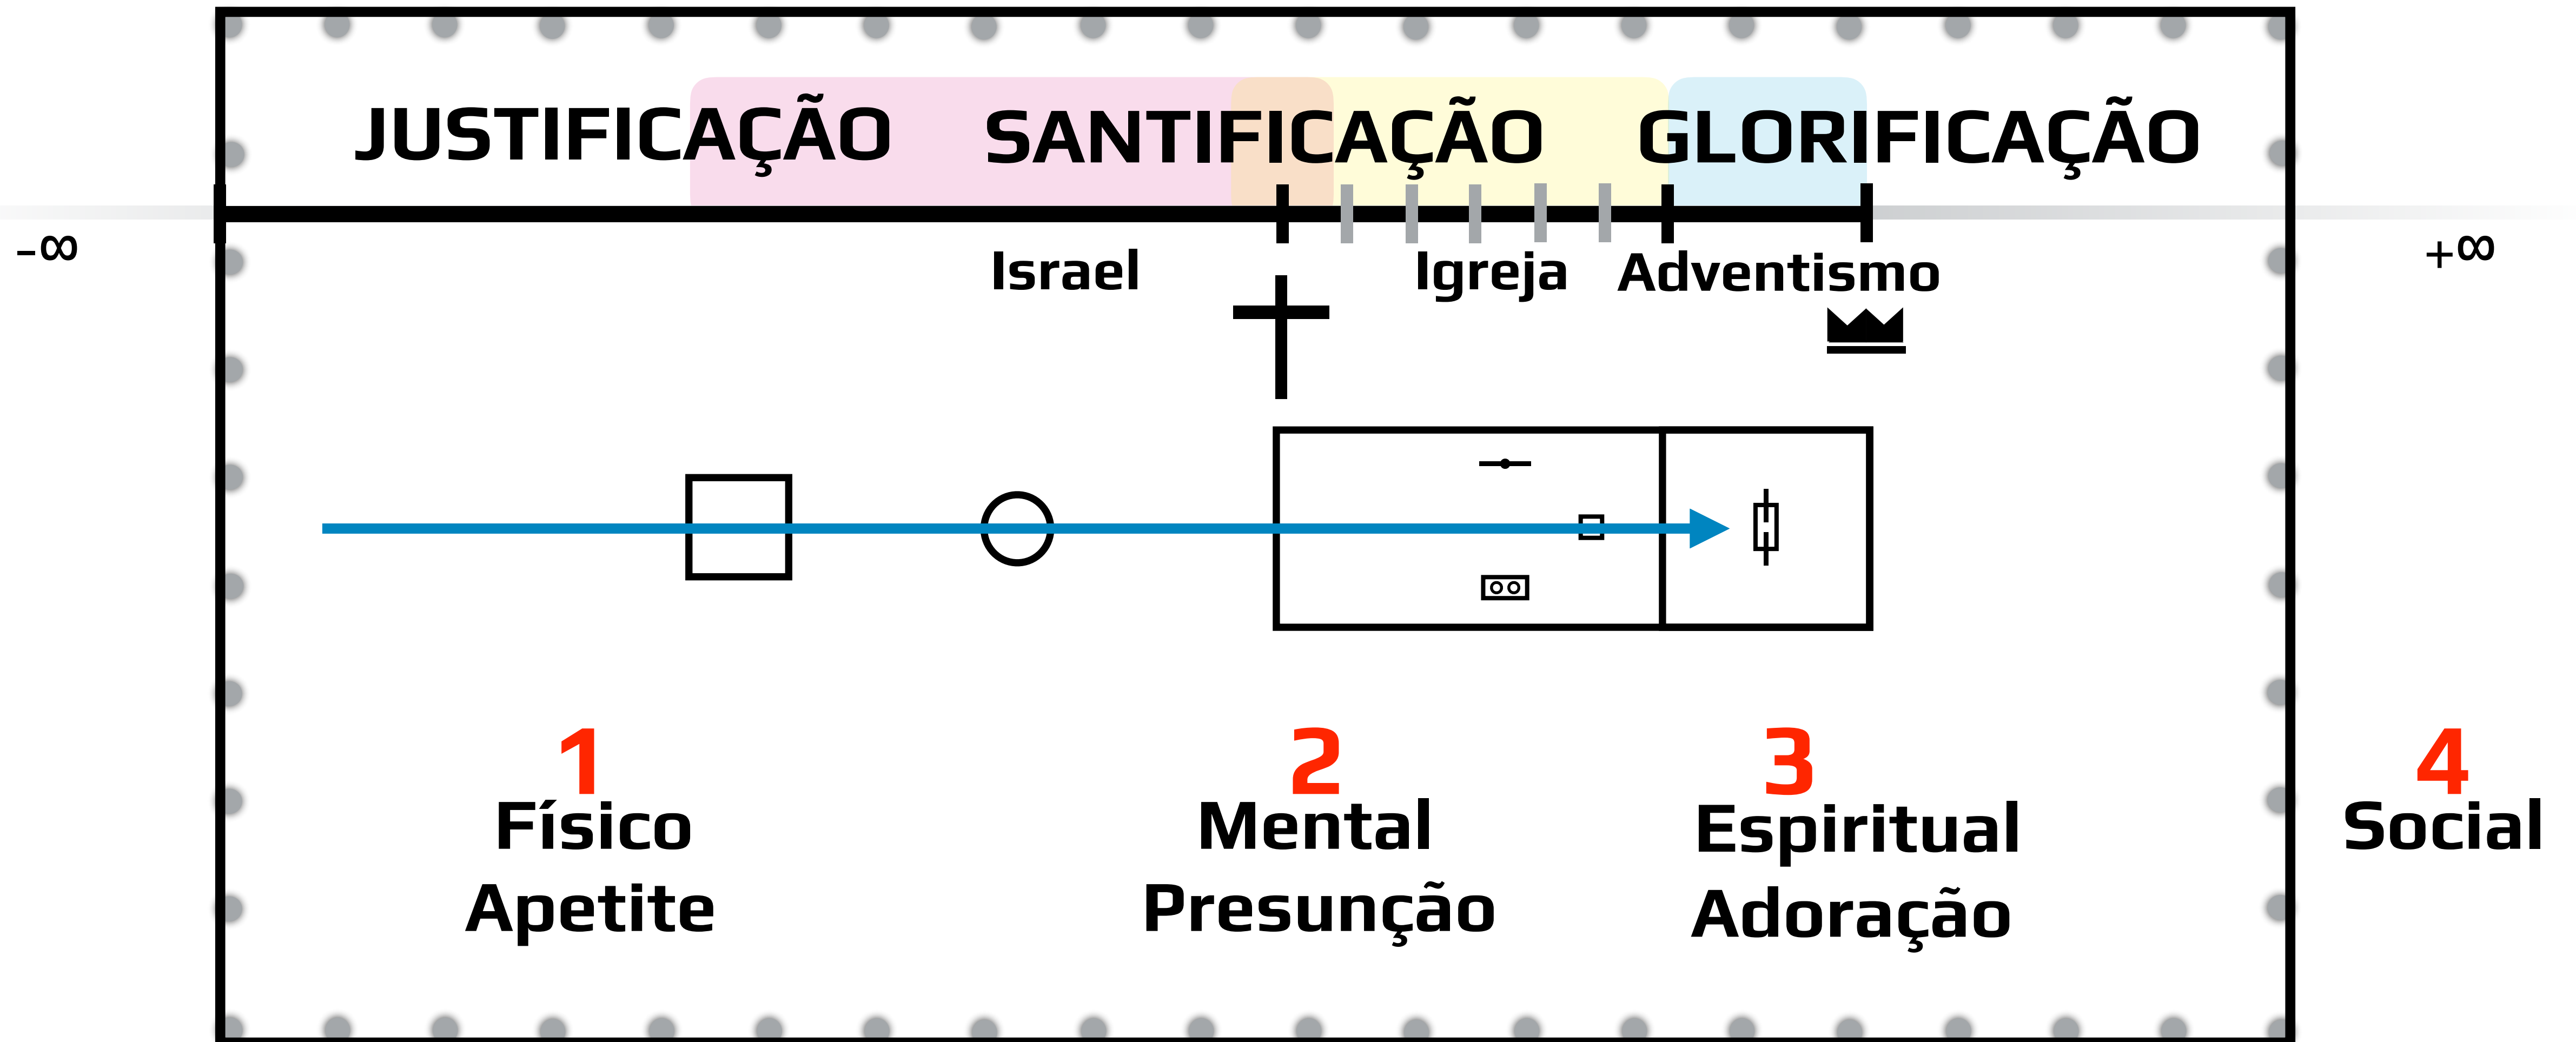 JUSTIFICAÇÃO SANTIFICAÇÃO GLORIFICAÇÃO
-∞ +∞
Israel Igreja Adventismo
1 2 3 4
Físico Mental Espiritual Social
Apetite Presunção Adoração